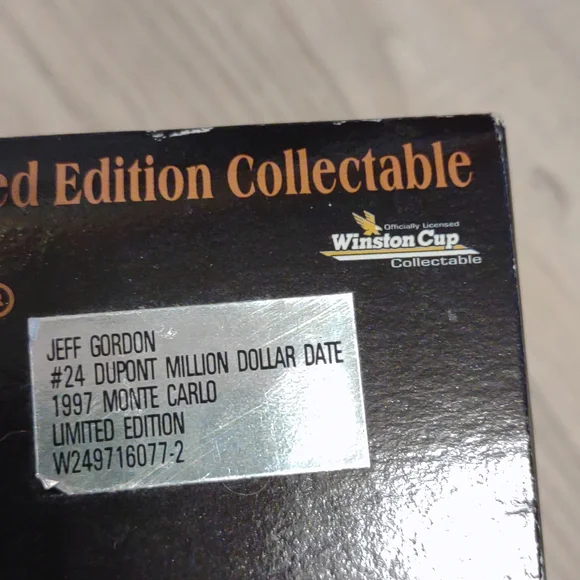 ed Edition Collectable
Officially Licensed
Winston Cup
Collectable
R
JEFF GORDON
#24 DUPONT MILLION DOLLAR DATE
1997 MONTE CARLO
LIMITED EDITION
W249716077-2